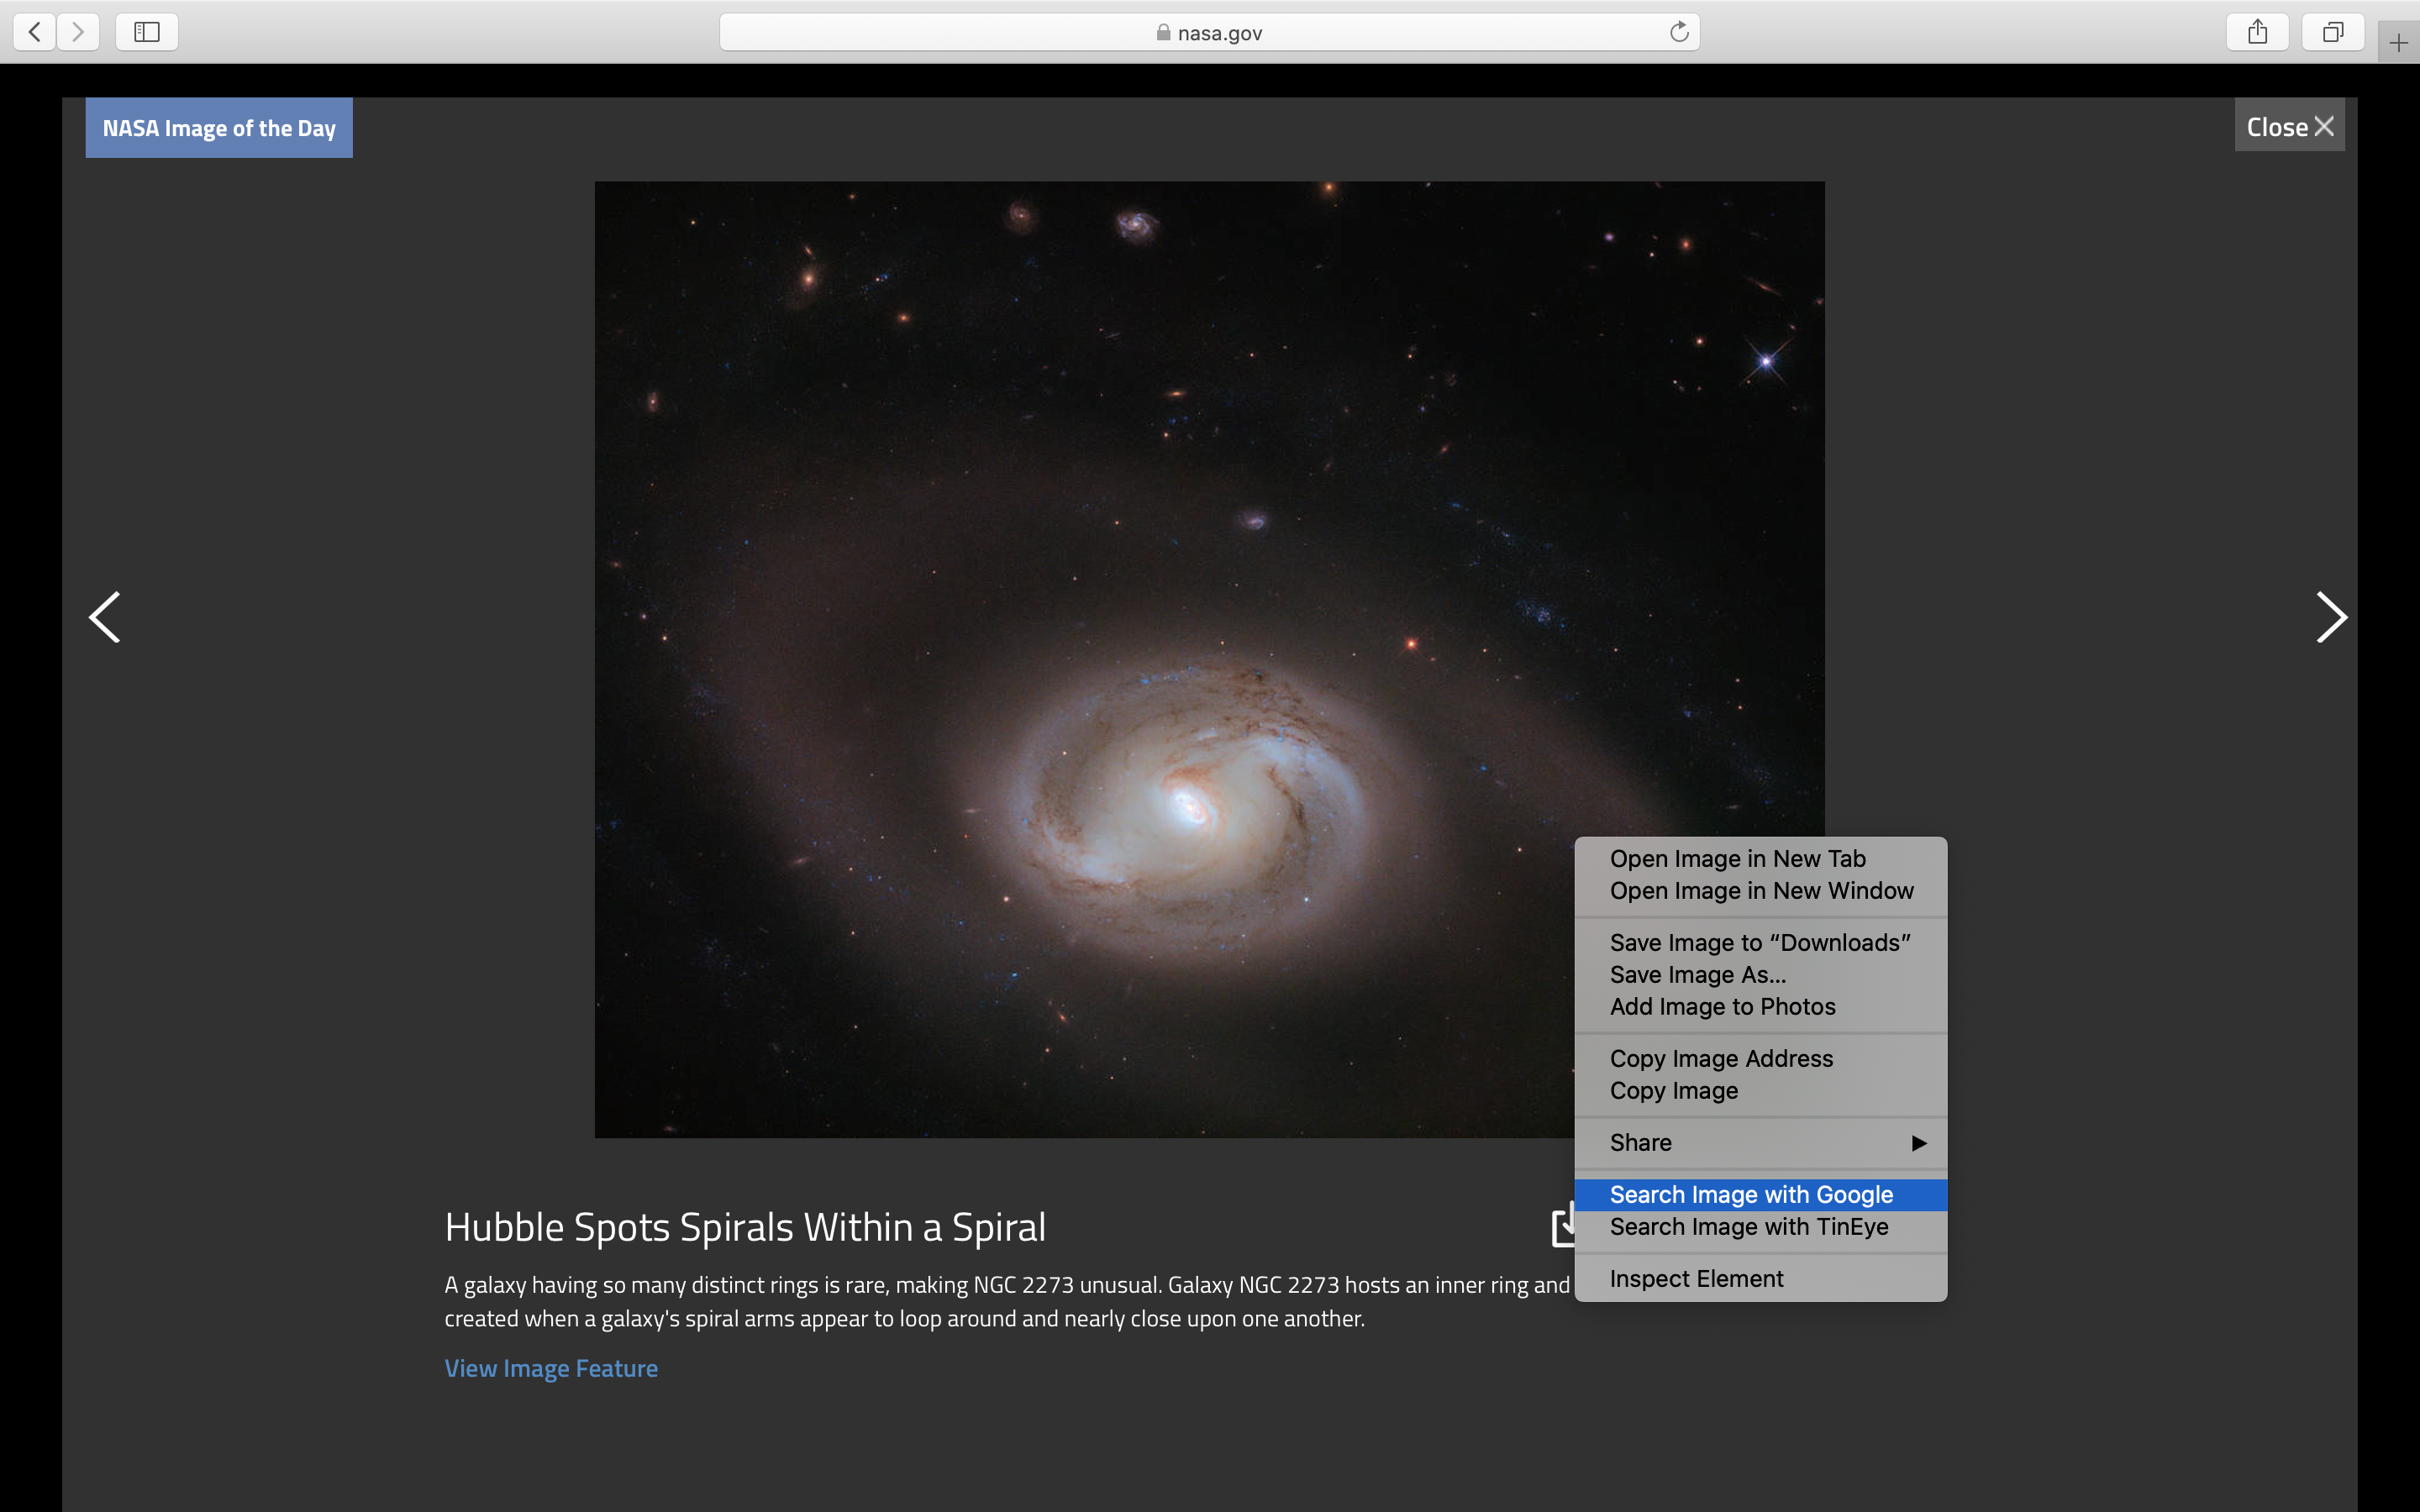 nasa.gov
NASA Image of the Day
Close
Open Image in New Tab
Open Image in New Window
Save Image to “Downloads”
Save Image As...
Add Image to Photos
Copy Image Address
Copy Image
Share
Search Image with Google
Search Image with TinEye
Inspect Element
Hubble Spots Spirals Within a Spiral
A galaxy having so many distinct rings is rare, making NGC 2273 unusual. Galaxy NGC 2273 hosts an inner ring and
created when a galaxy's spiral arms appear to loop around and nearly close upon one another.
View Image Feature